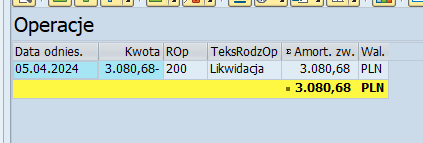 Operacje
Data odnies. Kwota ROp TeksRodzOp Amort. zw. Wal.
05.04.2024 3.080,68- 200 Likwidacja 3.080,68 PLN
3.080,68 PLN